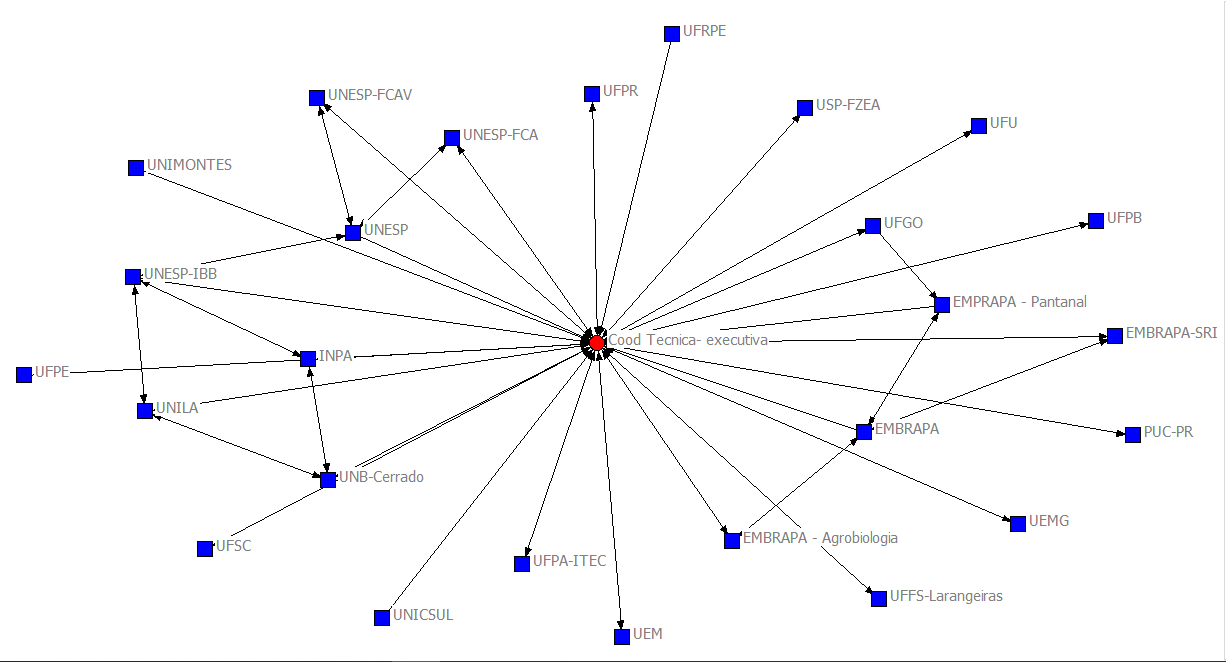 UFRPE
UNESP-FCAV
UFPR
USP-FZEA
UFU
UNESP-FCA
UNIMONTES
UFPB
UFGO
UNESP
UNESP-IBB
EMPRAPA - Pantanal
EMBRAPA-SRI
Cood Tecnica- executiva
INPA
UFPE
UNILA
EMBRAPA
PUC-PR
UNB-Cerrado
UEMG
EMBRAPA - Agrobiologia
UFSC
UFPA-ITEC
UFFS-Larangeiras
UNICSUL
UEM